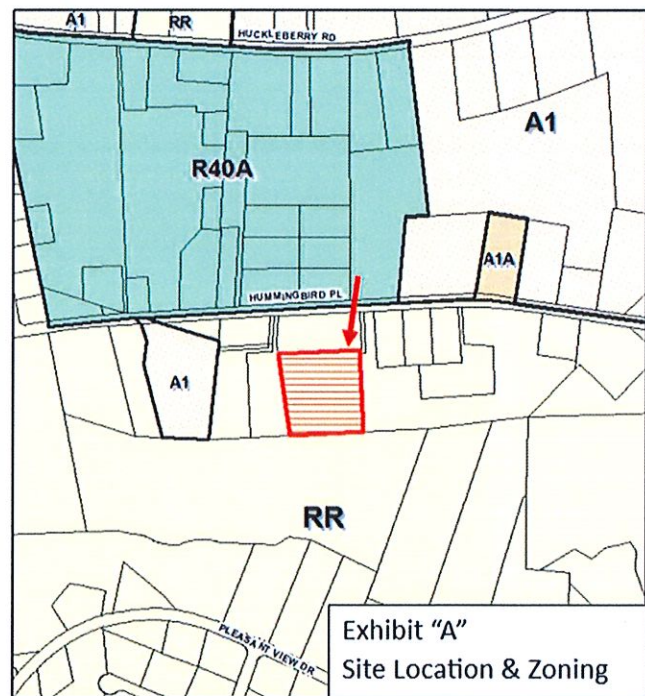 A1
RR
HUCKLEBERRY RD
A1
R40A
A1A
HUMMINGBIRD PL
A1
RR
PLEASANT VIEW DR
Exhibit "A"
Site Location & Zoning